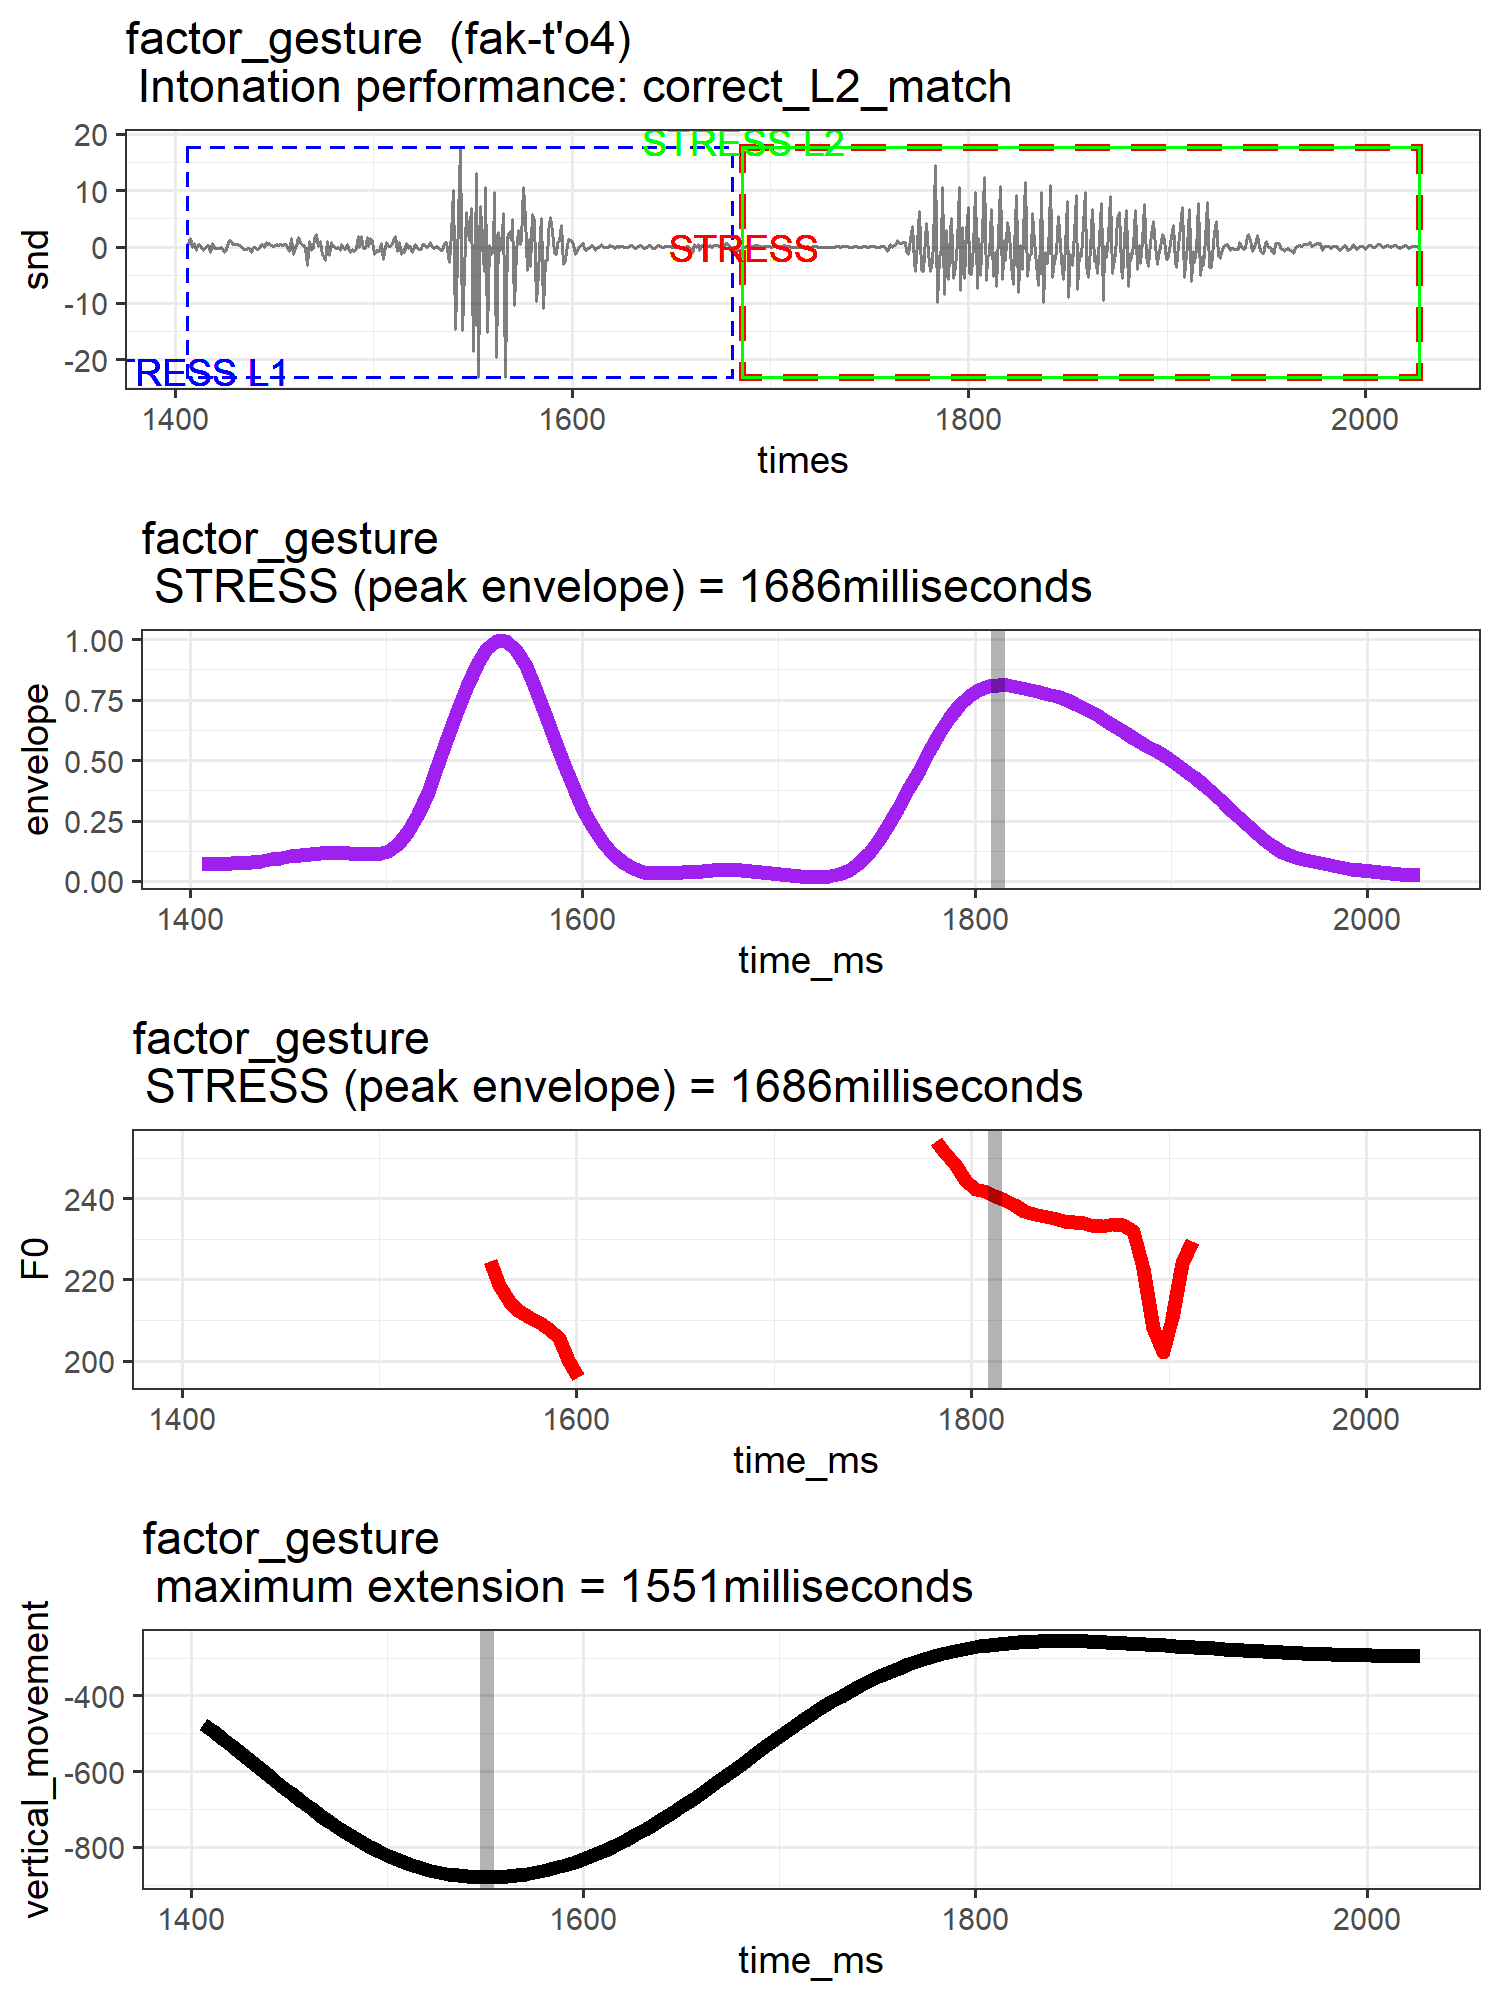 factor_gesture  (fak-t'o4)
Intonation performance: correct_L2_match
snd
20
10
0
-10
-20
STRESS L2
STRESS
RESS L1
1400
1600
1800
2000
times
factor_gesture
STRESS (peak envelope) = 1686milliseconds
envelope
1.00
0.75
0.50
0.25
0.00
1400
1600
1800
2000
time_ms
factor_gesture
STRESS (peak envelope) = 1686milliseconds
F0
240
220
200
1400
1600
1800
2000
time_ms
factor_gesture
maximum extension = 1551milliseconds
vertical_movement
-400
-600
-800
1400
1600
1800
2000
time_ms